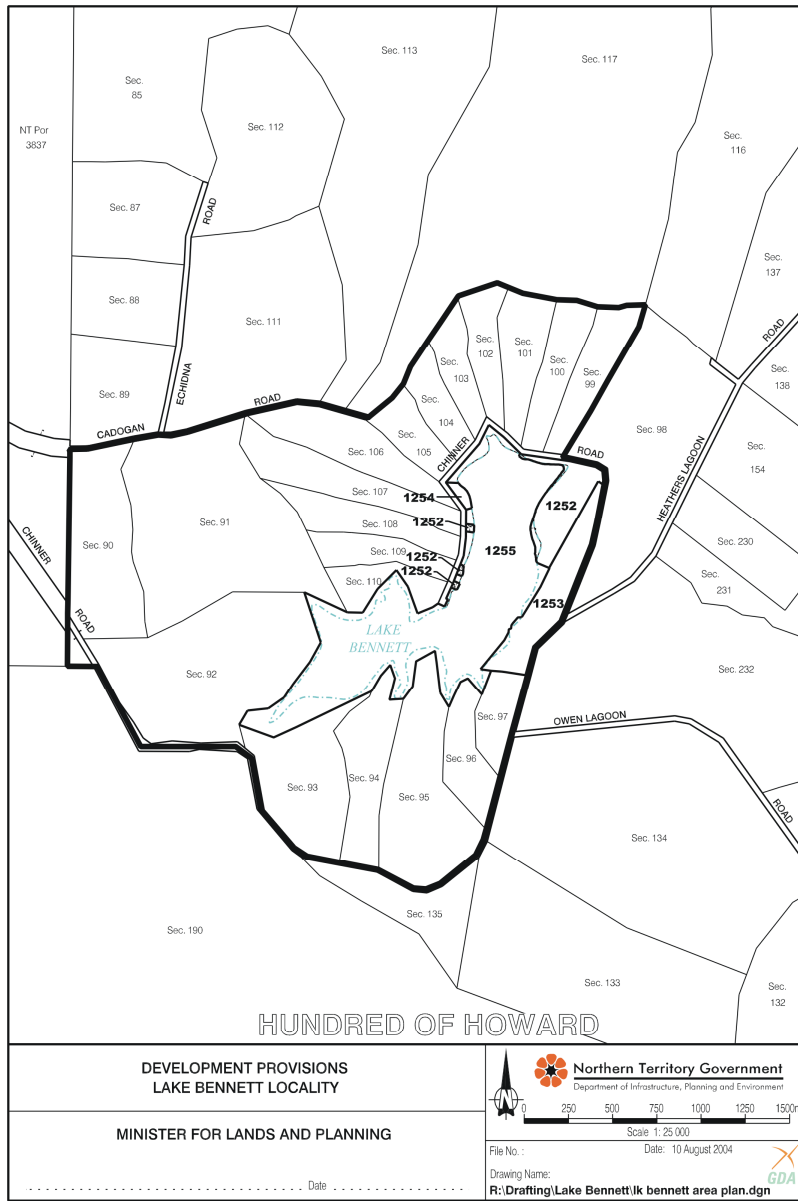 Sec. 113
Sec. 117
Sec.
85
NT Por
3837
Sec. 112
Sec.
116
Sec. 87
ROAD
Sec.
137
Sec. 88
Sec. 111
ROAD
Sec.
138
Sec.
102
Sec.
101
Sec.
100
Sec.
99
Sec.
103
Sec. 89
ECHIDNA
ROAD
CADOGAN
Sec.
104
Sec.
105
Sec. 98
Sec.
154
Sec. 106
CHINNER
ROAD
HEATHERS LAGOON
Sec. 107
1254
1252
Sec. 91
Sec. 108
1252
Sec. 90
Sec. 230
CHINNER
Sec. 109
1252
1255
Sec. 110
1252
Sec.
231
1253
ROAD
LAKE
BENNETT
Sec. 92
Sec. 232
Sec. 97
OWEN LAGOON
Sec. 96
Sec. 94
Sec. 93
Sec. 95
ROAD
Sec. 134
Sec. 135
Sec. 190
Sec. 133
Sec.
132
HUNDRED OF HOWARD
DEVELOPMENT PROVISIONS
LAKE BENNETT LOCALITY
MINISTER FOR LANDS AND PLANNING
Date
N
Northern Territory Government
Department of Infrastructure, Planning and Environment
0 250 500 750 1000 1250 1500m
Scale 1: 25 000
File No. :
Date: 10 August 2004
Drawing Name:
R:\Drafting\Lake Bennett\lk bennett area plan.dgn
GDA